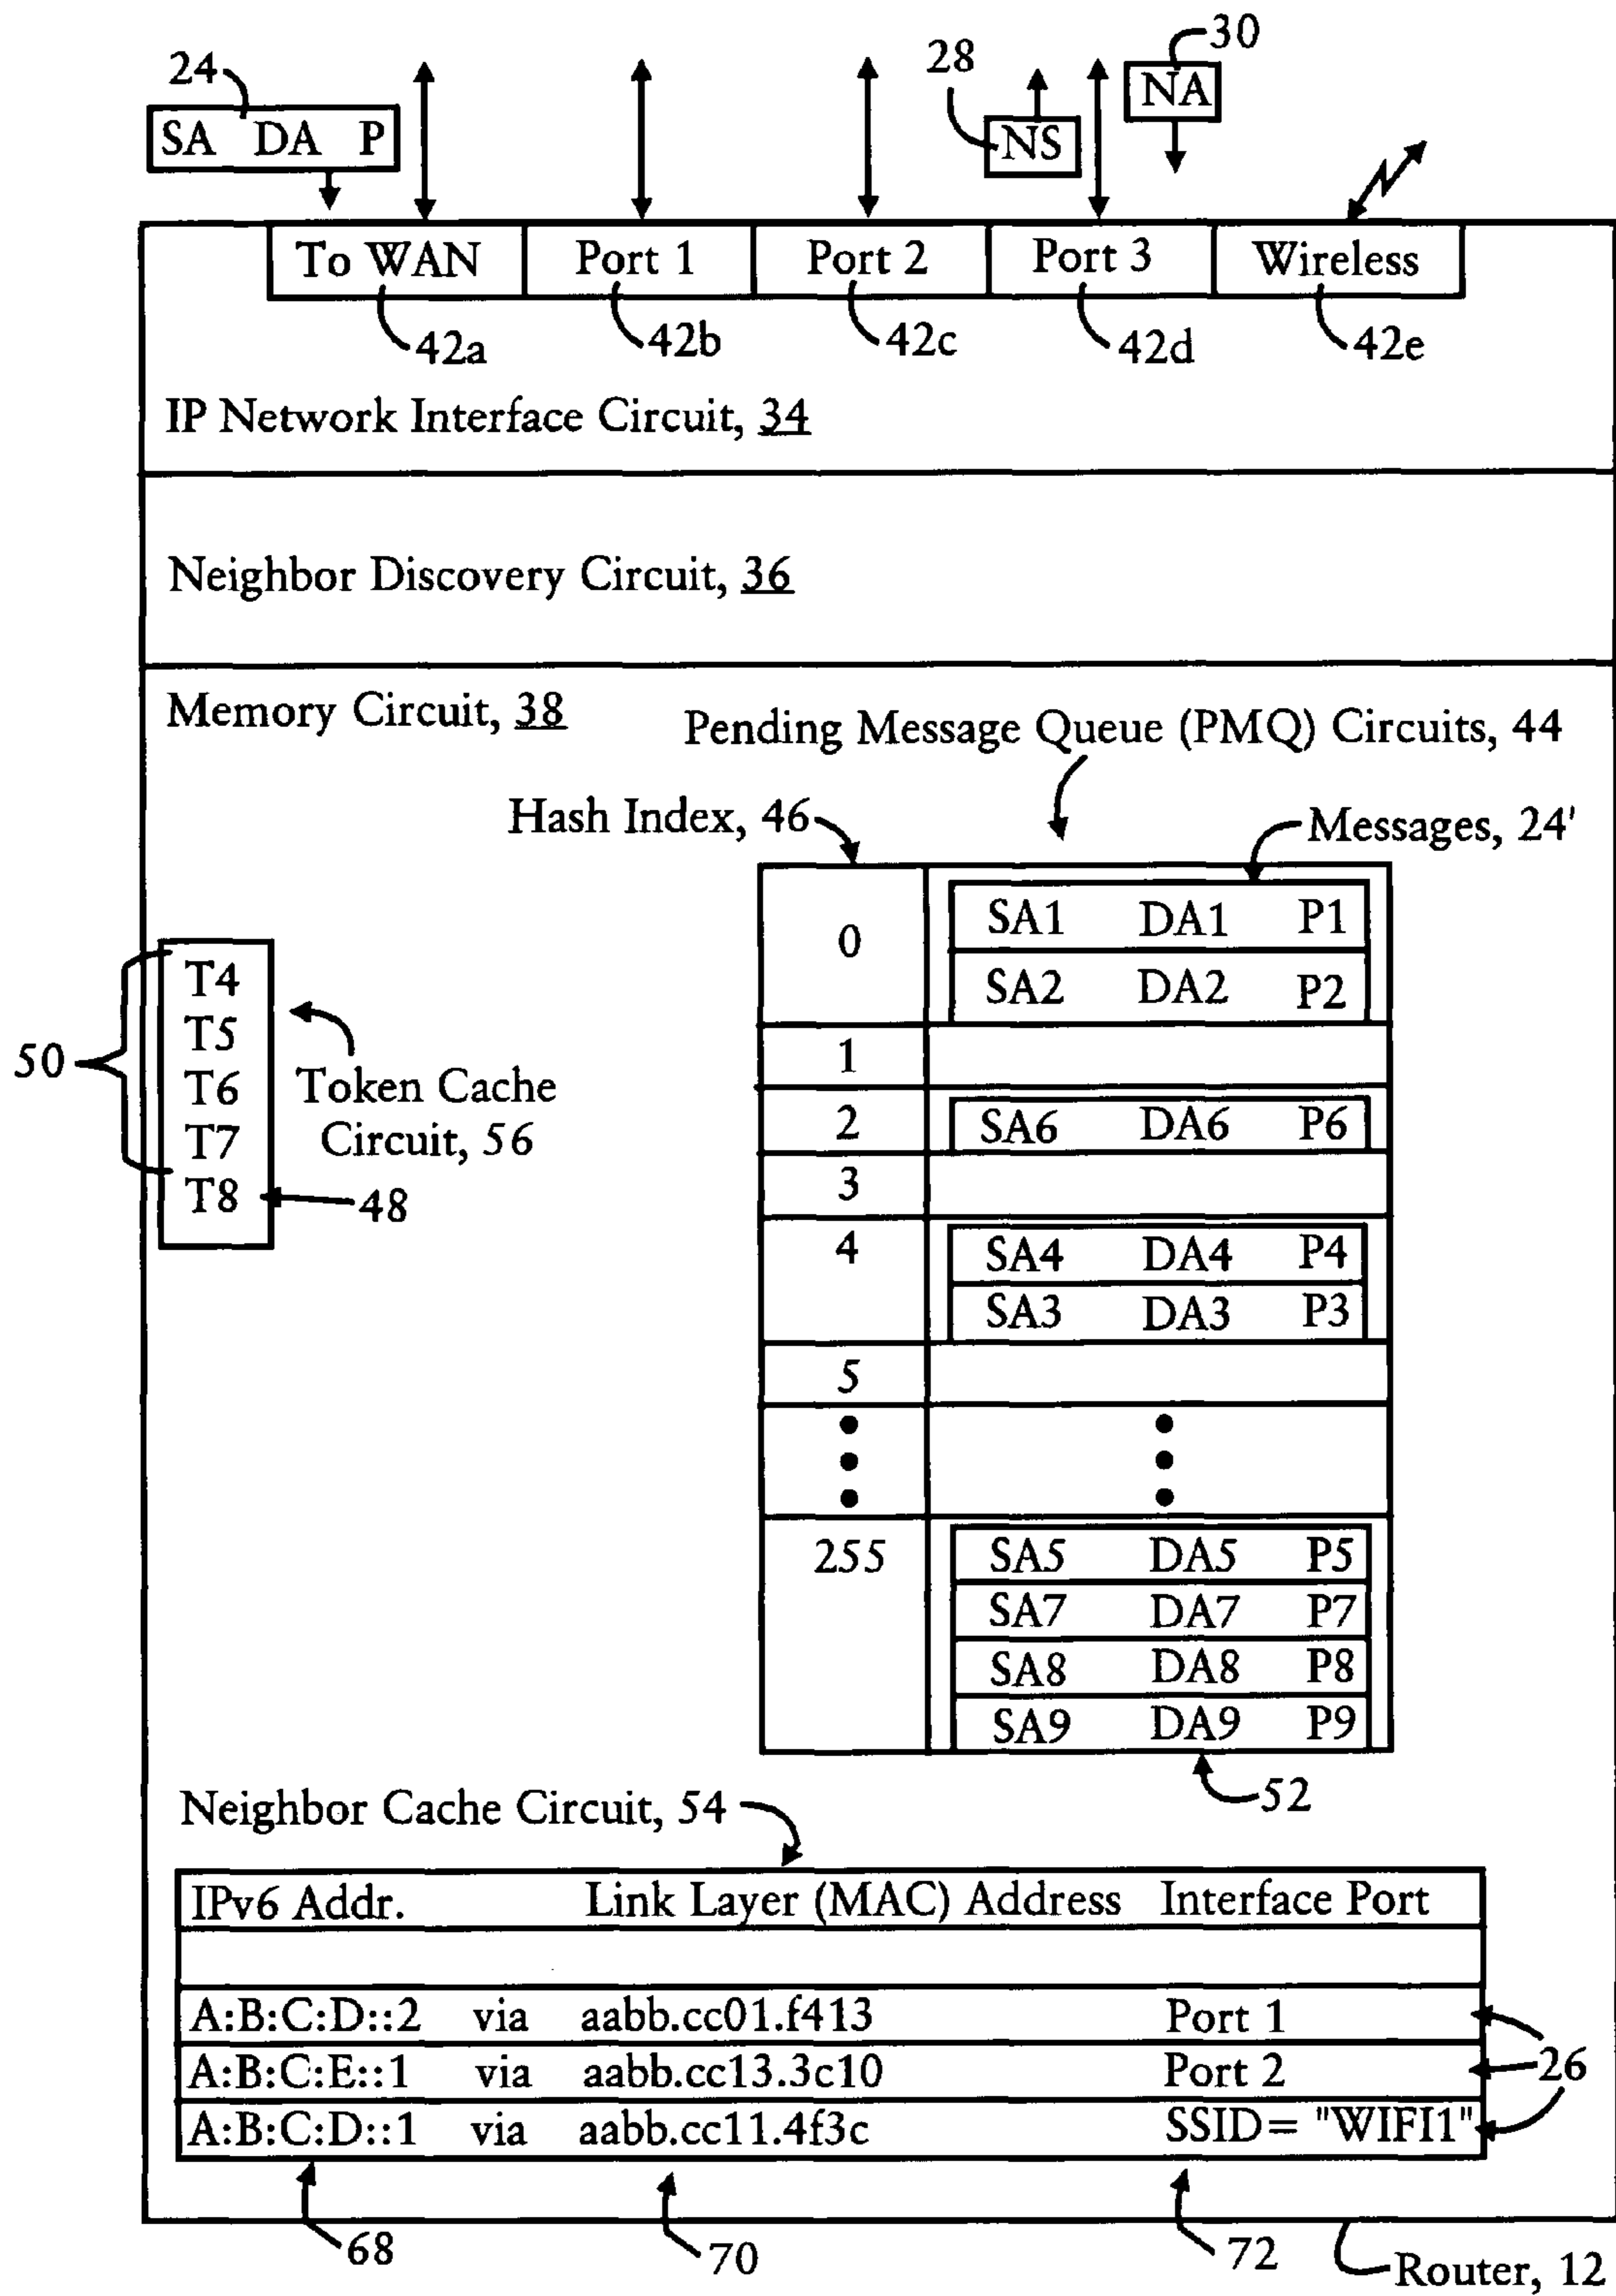 30
24
28
NA
SA DA P
NS
To WAN Port 1 Port 2 Port 3 Wireless
42a 42b 42c 42d 42e
IP Network Interface Circuit, 34
Neighbor Discovery Circuit, 36
Memory Circuit, 38
Pending Message Queue (PMQ) Circuits, 44
Hash Index, 46
Messages, 24'
0
SA1 DA1 P1
SA2 DA2 P2
1
2 SA6 DA6 P6
3
4 SA4 DA4 P4
SA3 DA3 P3
5
255 SA5 DA5 P5
SA7 DA7 P7
SA8 DA8 P8
SA9 DA9 P9
52
T4
T5
T6
T7
T8
50
Token Cache
Circuit, 56
48
Neighbor Cache Circuit, 54
IPv6 Addr. Link Layer (MAC) Address Interface Port
A:B:C:D::2 via aabb.cc01.f413 Port 1
A:B:C:E::1 via aabb.cc13.3c10 Port 2
A:B:C:D::1 via aabb.cc11.4f3c SSID= "WIFI1"
26
68 70 72
Router, 12